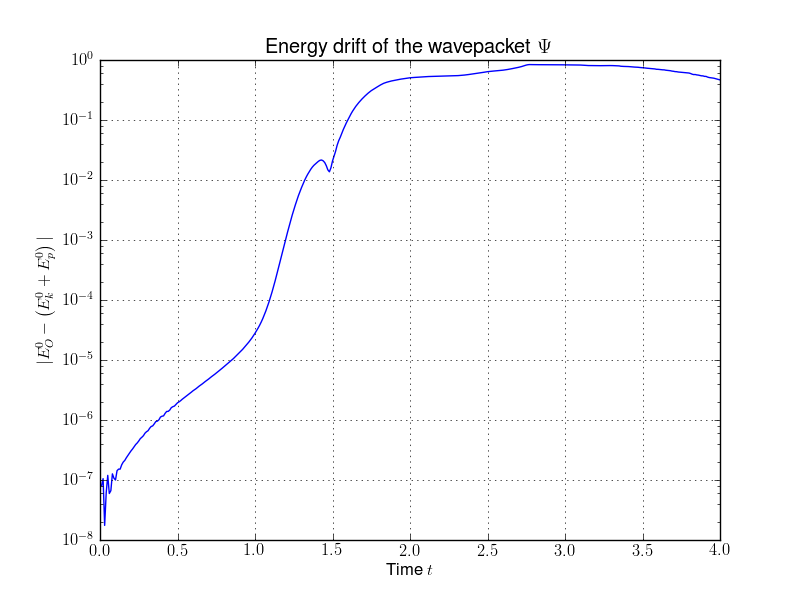 Energy drift of the wavepacket Ψ
10⁰
10⁻¹
10⁻²
10⁻³
10⁻⁴
10⁻⁵
10⁻⁶
10⁻⁷
10⁻⁸
|E_O^0 − (E_k^0 + E_p^0) |
0.0 0.5 1.0 1.5 2.0 2.5 3.0 3.5 4.0
Time t